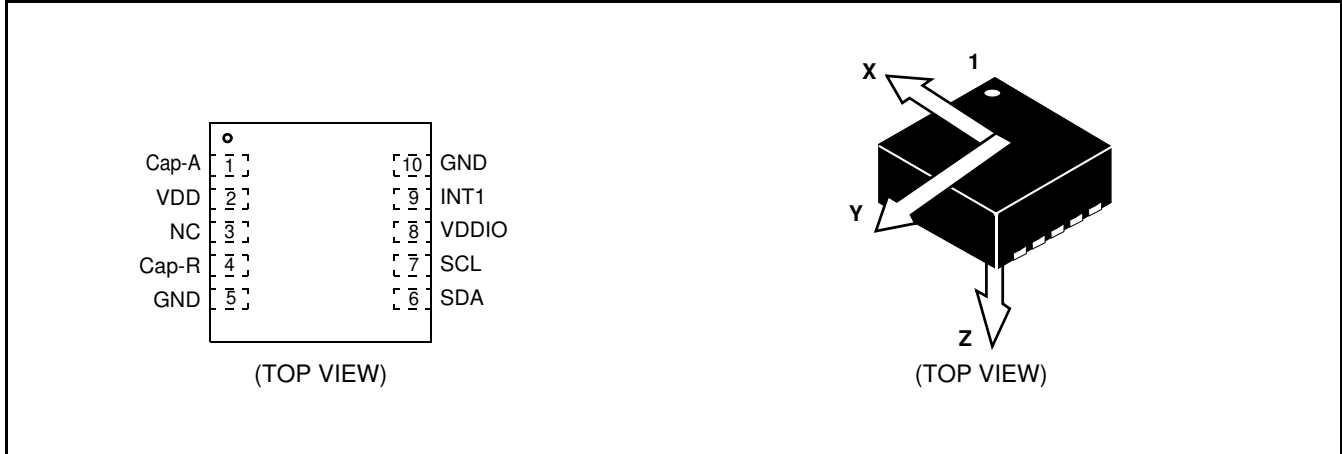 Cap-A 1 10 GND
VDD 2 9 INT1
NC 3 8 VDDIO
Cap-R 4 7 SCL
GND 5 6 SDA
(TOP VIEW)
1
X
Y
Z
(TOP VIEW)